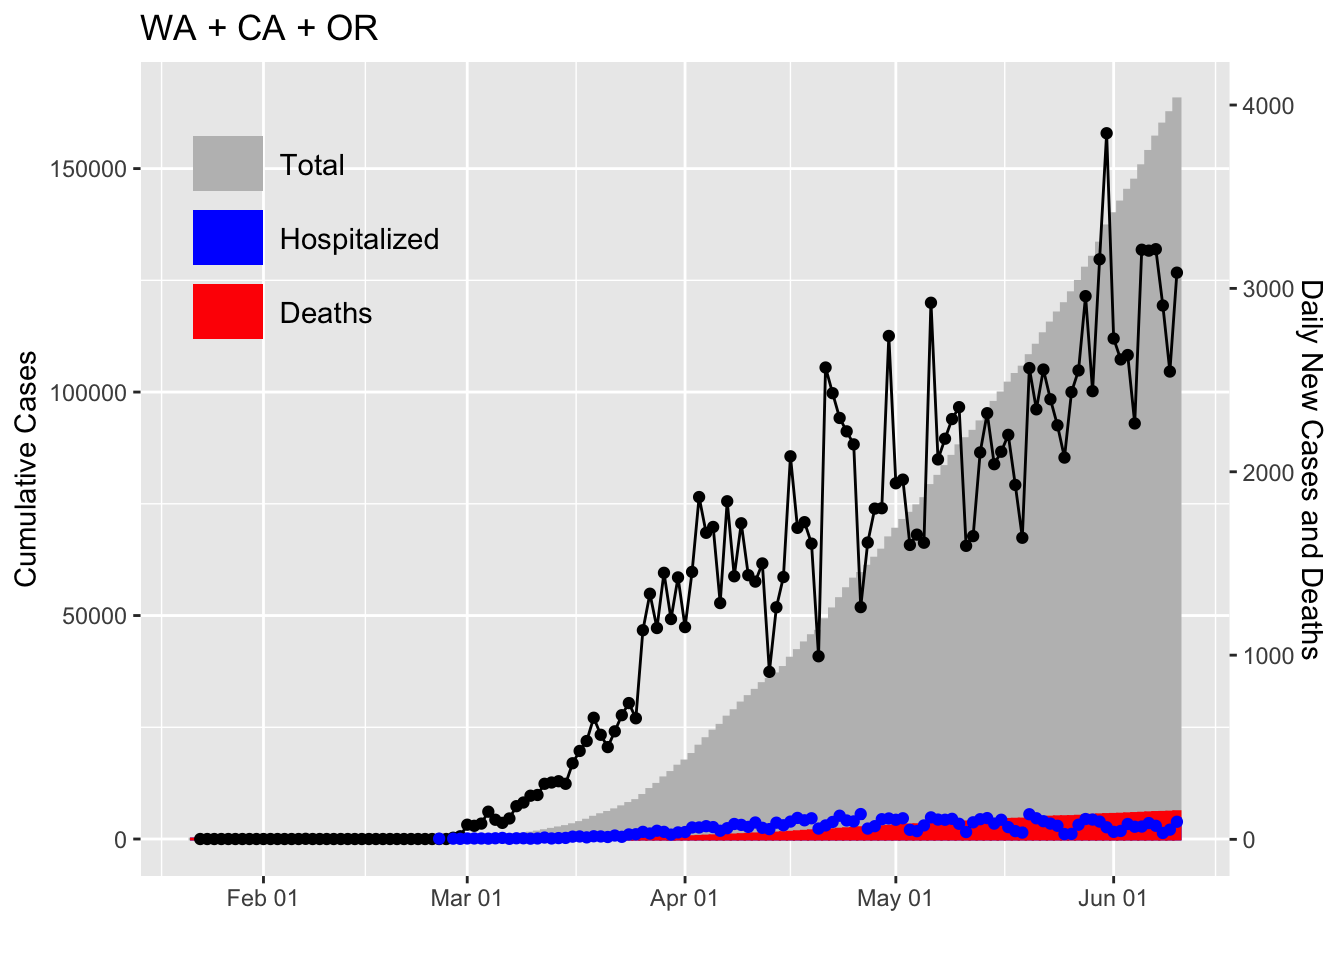 WA + CA + OR
Total
Hospitalized
Deaths
Cumulative Cases
150000
100000
50000
0
4000
3000
2000
1000
0
Daily New Cases and Deaths
Feb 01
Mar 01
Apr 01
May 01
Jun 01